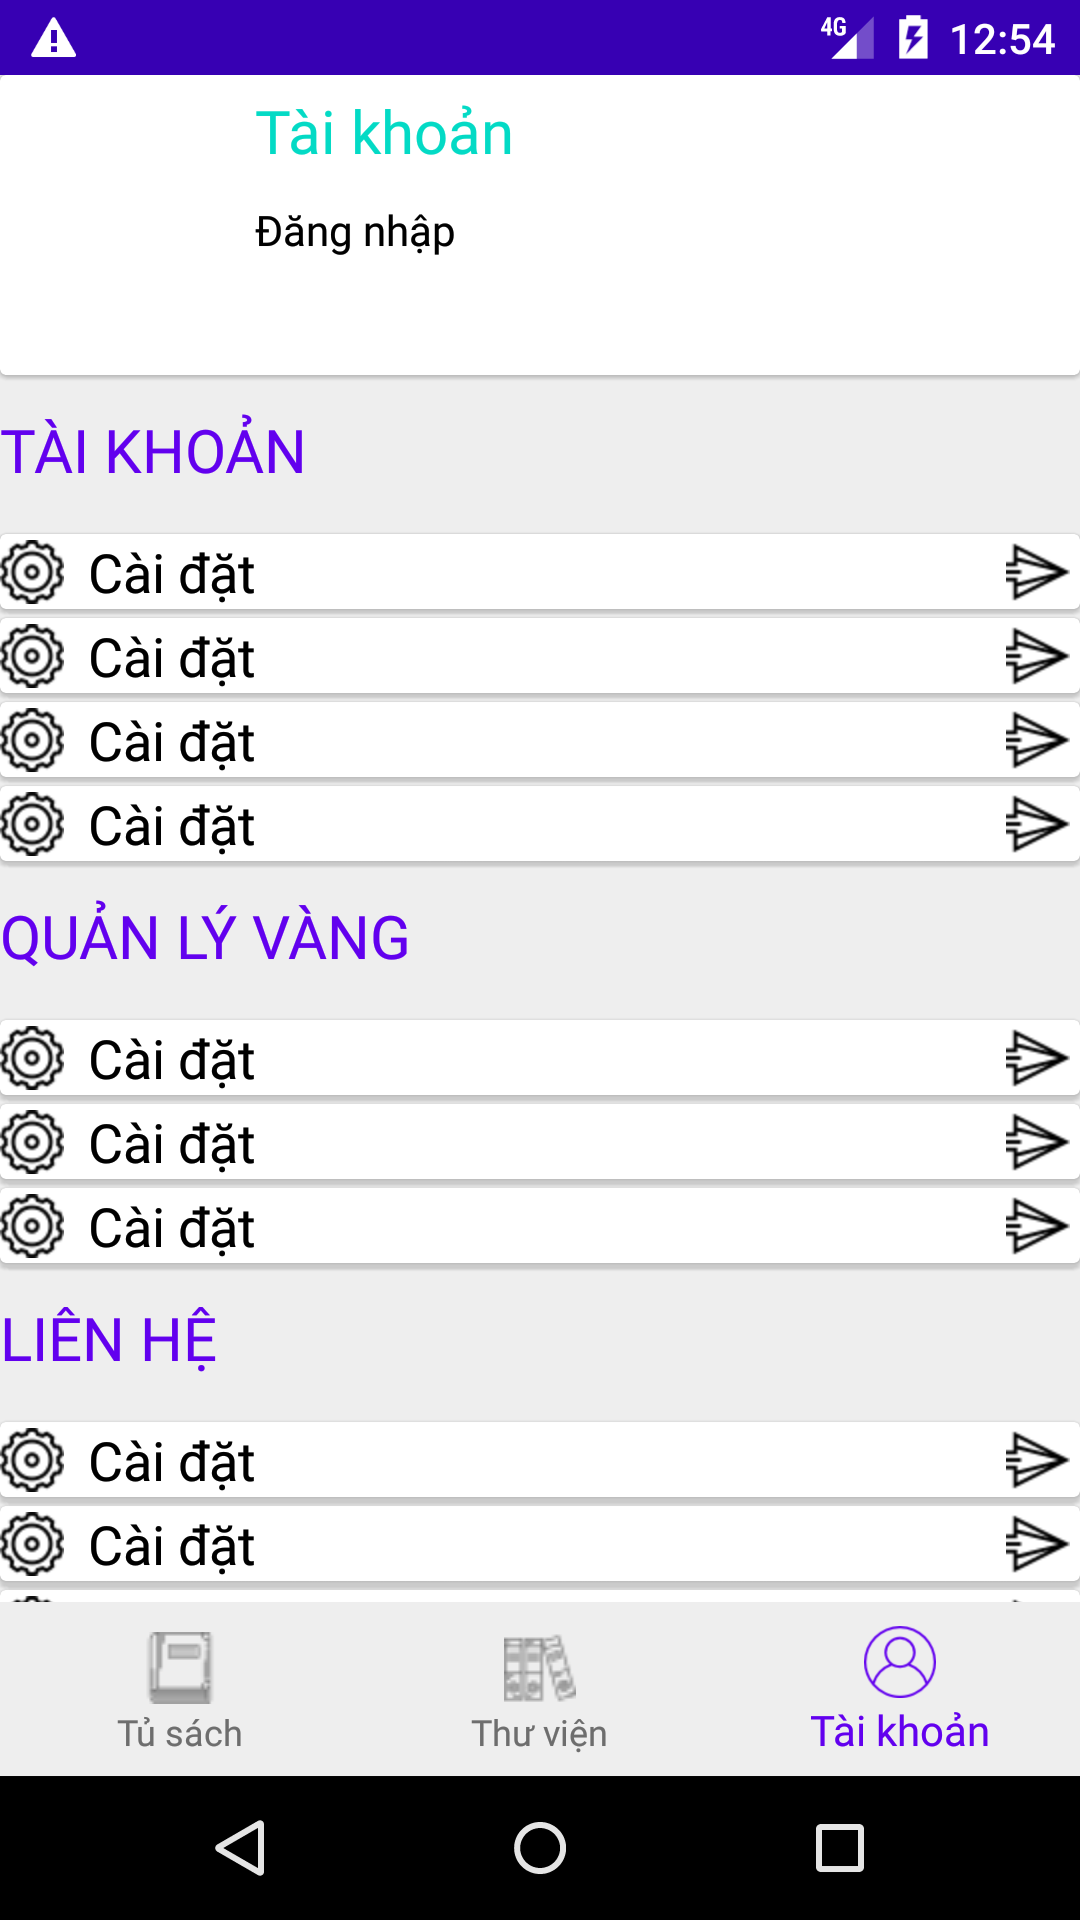 4G 12:54
Tài khoản
Đăng nhập
TÀI KHOẢN
Cài đặt
Cài đặt
Cài đặt
Cài đặt
QUẢN LÝ VÀNG
Cài đặt
Cài đặt
Cài đặt
LIÊN HỆ
Cài đặt
Cài đặt
Tủ sách
Thư viện
Tài khoản